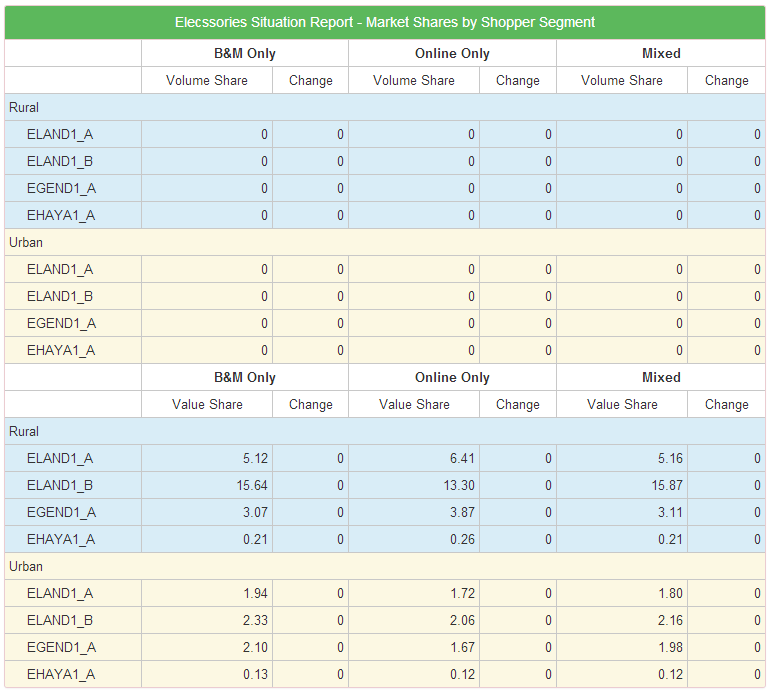 Elecssories Situation Report - Market Shares by Shopper Segment
B&M Only Online Only Mixed
Volume Share Change Volume Share Change Volume Share Change
Rural
ELAND1_A 0 0 0 0 0 0
ELAND1_B 0 0 0 0 0 0
EGEND1_A 0 0 0 0 0 0
EHAYA1_A 0 0 0 0 0 0
Urban
ELAND1_A 0 0 0 0 0 0
ELAND1_B 0 0 0 0 0 0
EGEND1_A 0 0 0 0 0 0
EHAYA1_A 0 0 0 0 0 0
B&M Only Online Only Mixed
Value Share Change Value Share Change Value Share Change
Rural
ELAND1_A 5.12 0 6.41 0 5.16 0
ELAND1_B 15.64 0 13.30 0 15.87 0
EGEND1_A 3.07 0 3.87 0 3.11 0
EHAYA1_A 0.21 0 0.26 0 0.21 0
Urban
ELAND1_A 1.94 0 1.72 0 1.80 0
ELAND1_B 2.33 0 2.06 0 2.16 0
EGEND1_A 2.10 0 1.67 0 1.98 0
EHAYA1_A 0.13 0 0.12 0 0.12 0